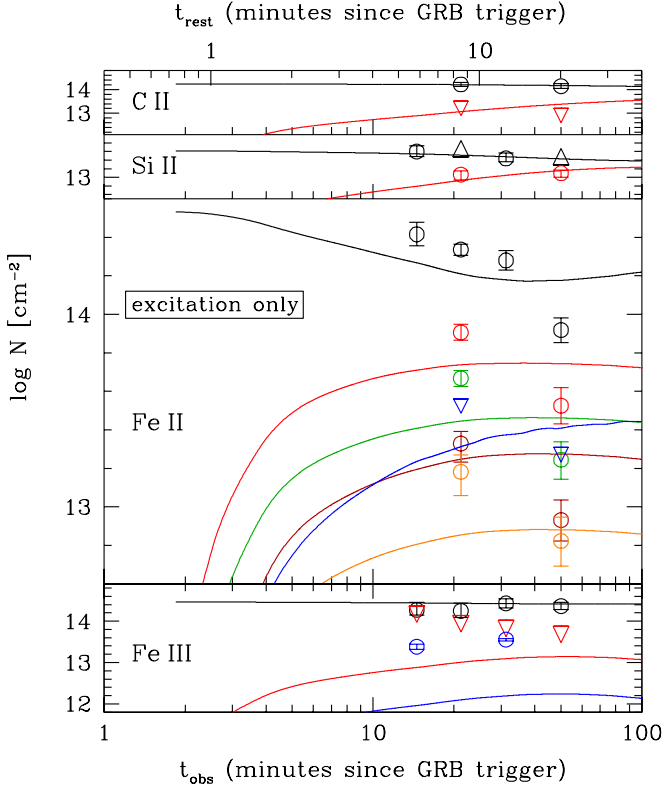 t_rest (minutes since GRB trigger)
1 10
14
13
C II
13
Si II
14
13
excitation only
Fe II
log N [cm⁻²]
14
13
12
Fe III
1 10 100
t_obs (minutes since GRB trigger)